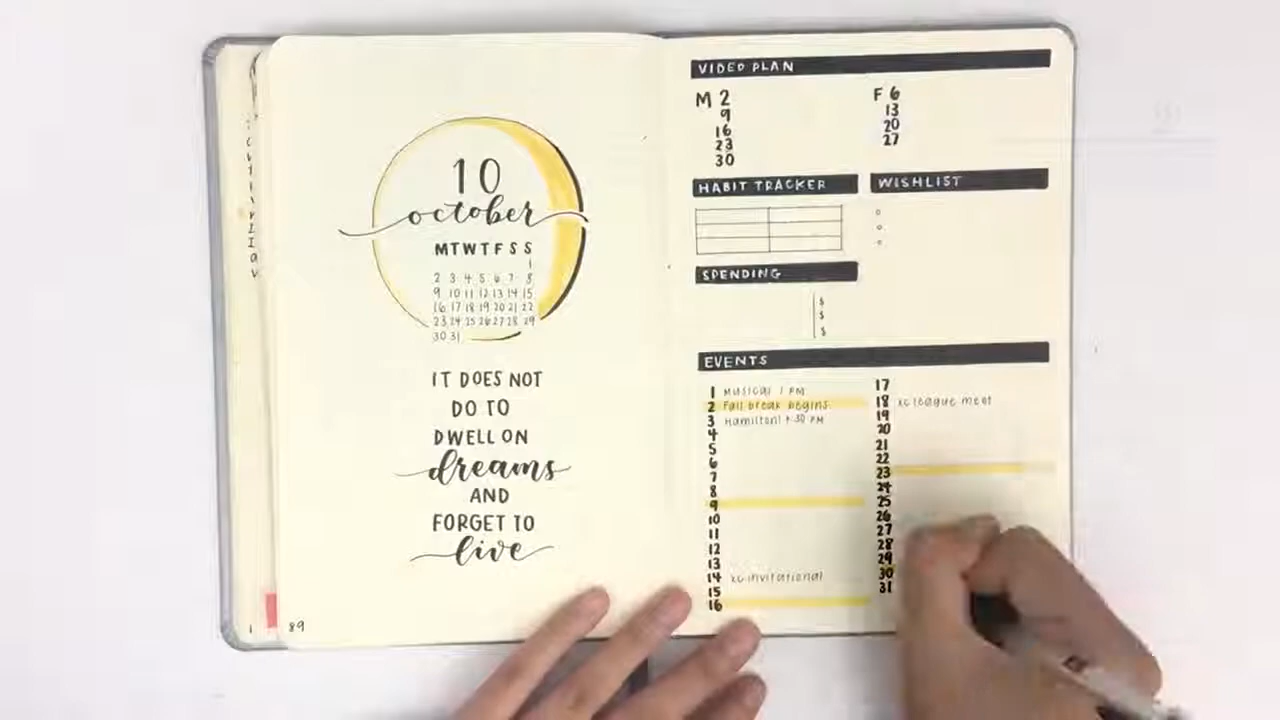 10
october
M T W T F S S
1
2 3 4 5 6 7 8
9 10 11 12 13 14 15
16 17 18 19 20 21 22
23 24 25 26 27 28 29
30 31
IT DOES NOT
DO TO
DWELL ON
dreams
AND
FORGET TO
live
89
VIDEO PLAN
M 2
9
16
23
30
F 6
13
20
27
HABIT TRACKER
WISHLIST
SPENDING
$
$
$
EVENTS
1 Musical 1 PM
2 Fall break begins
3 Hamilton! 7:30 PM
4
5
6
7
8
9
10
11
12
13
14 xc invitational
15
16
17
18 xc league meet
19
20
21
22
23
24
25
26
27
28
29
30
31